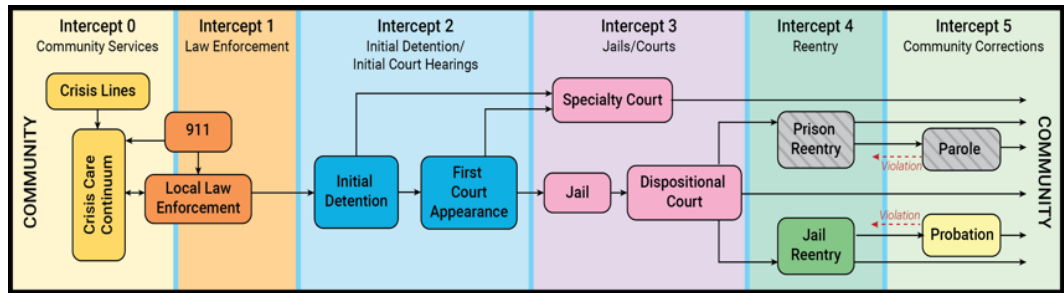 Intercept 0
Community Services
Intercept 1
Law Enforcement
Intercept 2
Initial Detention/
Initial Court Hearings
Intercept 3
Jails/Courts
Intercept 4
Reentry
Intercept 5
Community Corrections
COMMUNITY
Crisis Lines
Crisis Care
Continuum
911
Local Law
Enforcement
Initial
Detention
First
Court
Appearance
Specialty Court
Jail
Dispositional
Court
Prison
Reentry
Violation
Parole
Jail
Reentry
Violation
Probation
COMMUNITY